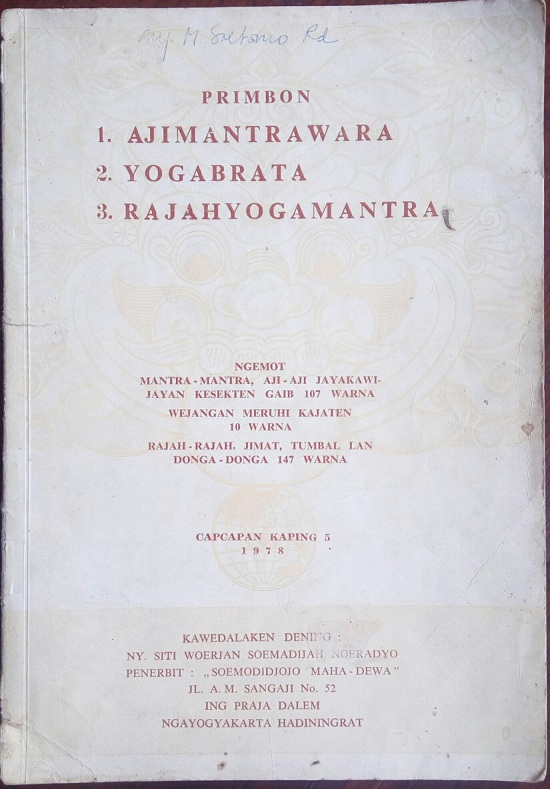 M. Soetomo Rd.
PRIMBON
1. AJIMANTRAWARA
2. YOGABRATA
3. RAJAHYOGAMANTRA
NGEMOT
MANTRA-MANTRA, AJI-AJI JAYAKAWI-
JAYAN KESEKTEN GAIB 107 WARNA
WEJANGAN MERUHI KAJATEN
10 WARNA
RAJAH-RAJAH, JIMAT, TUMBAL LAN
DONGA-DONGA 147 WARNA
CAPCAPAN KAPING 5
1978
KAWEDALAKEN DENING :
NY. SITI WOERJAN SOEMADIJAH NOERADYO
PENERBIT : „SOEMODIDJOJO MAHA-DEWA"
JL. A. M. SANGAJI No. 52
ING PRAJA DALEM
NGAYOGYAKARTA HADININGRAT